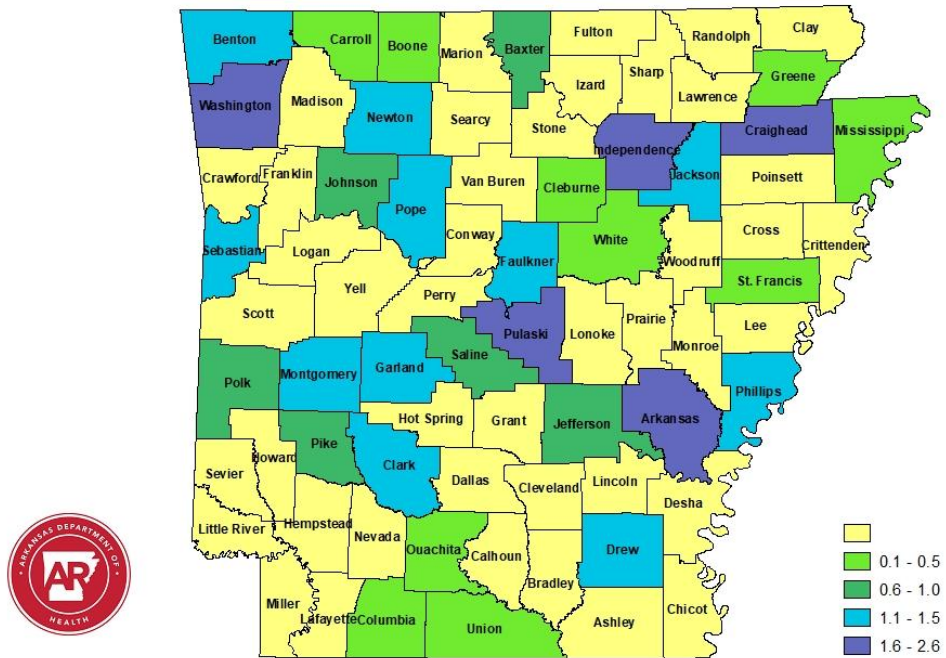 Benton
Carroll
Boone
Marion
Baxter
Fulton
Randolph
Clay
Sharp
Izard
Greene
Washington
Madison
Newton
Searcy
Stone
Lawrence
Independence
Jackson
Craighead
Mississippi
Crawford
Franklin
Johnson
Pope
Van Buren
Cleburne
Poinsett
Sebastian
Logan
Conway
Faulkner
White
Woodruff
Cross
Crittenden
Scott
Yell
Perry
Pulaski
Lonoke
Prairie
St. Francis
Lee
Monroe
Polk
Montgomery
Garland
Saline
Phillips
Hot Spring
Grant
Jefferson
Arkansas
Howard
Pike
Clark
Dallas
Cleveland
Lincoln
Desha
Sevier
Little River
Hempstead
Nevada
Ouachita
Calhoun
Bradley
Drew
Chicot
Miller
Lafayette
Columbia
Union
Ashley
ARKANSAS DEPARTMENT OF
AR
HEALTH
0.1 - 0.5
0.6 - 1.0
1.1 - 1.5
1.6 - 2.6